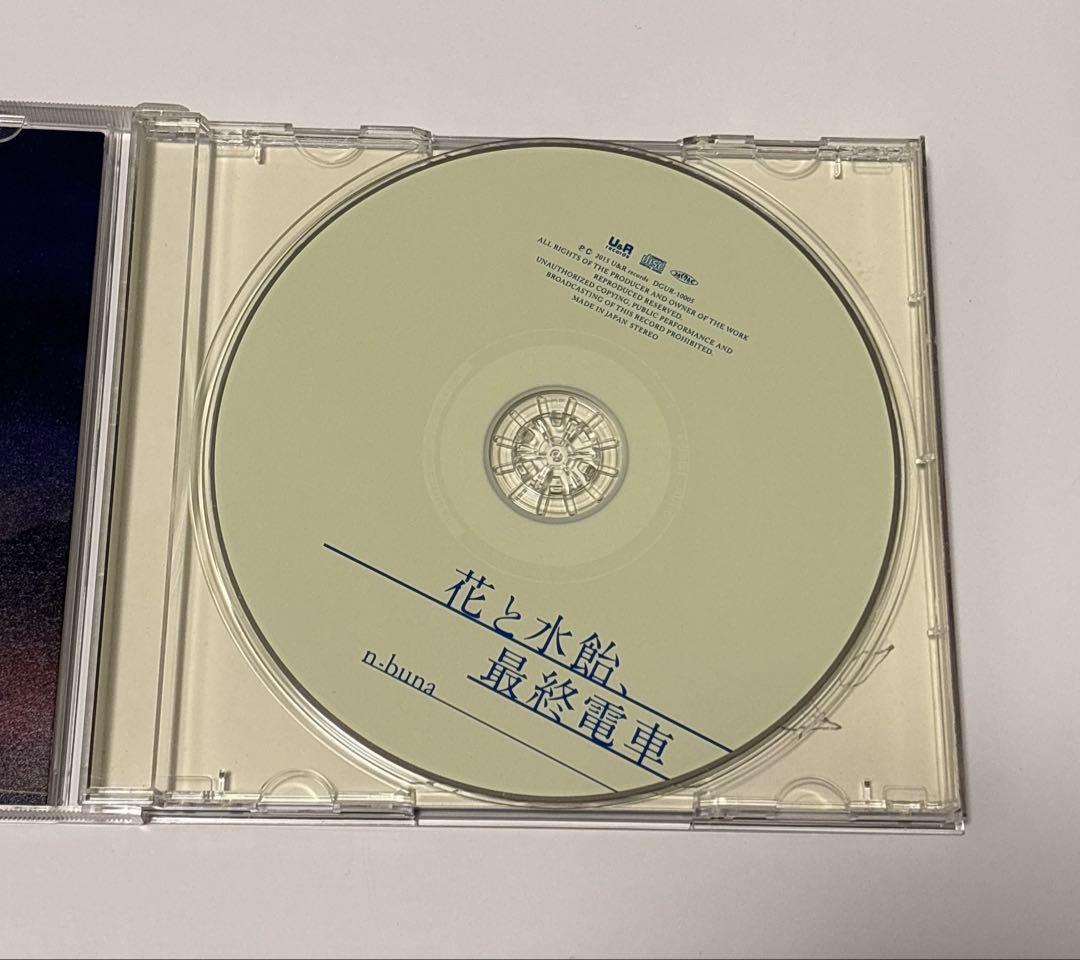 U&R
records
disc
℗© 2015 U&R records DGUR-10005
ALL RIGHTS OF THE PRODUCER AND OWNER OF THE WORK
REPRODUCED RESERVED.
UNAUTHORIZED COPYING, PUBLIC PERFORMANCE AND
BROADCASTING OF THIS RECORD PROHIBITED.
MADE IN JAPAN STEREO
花と水飴、
最終電車
n-buna